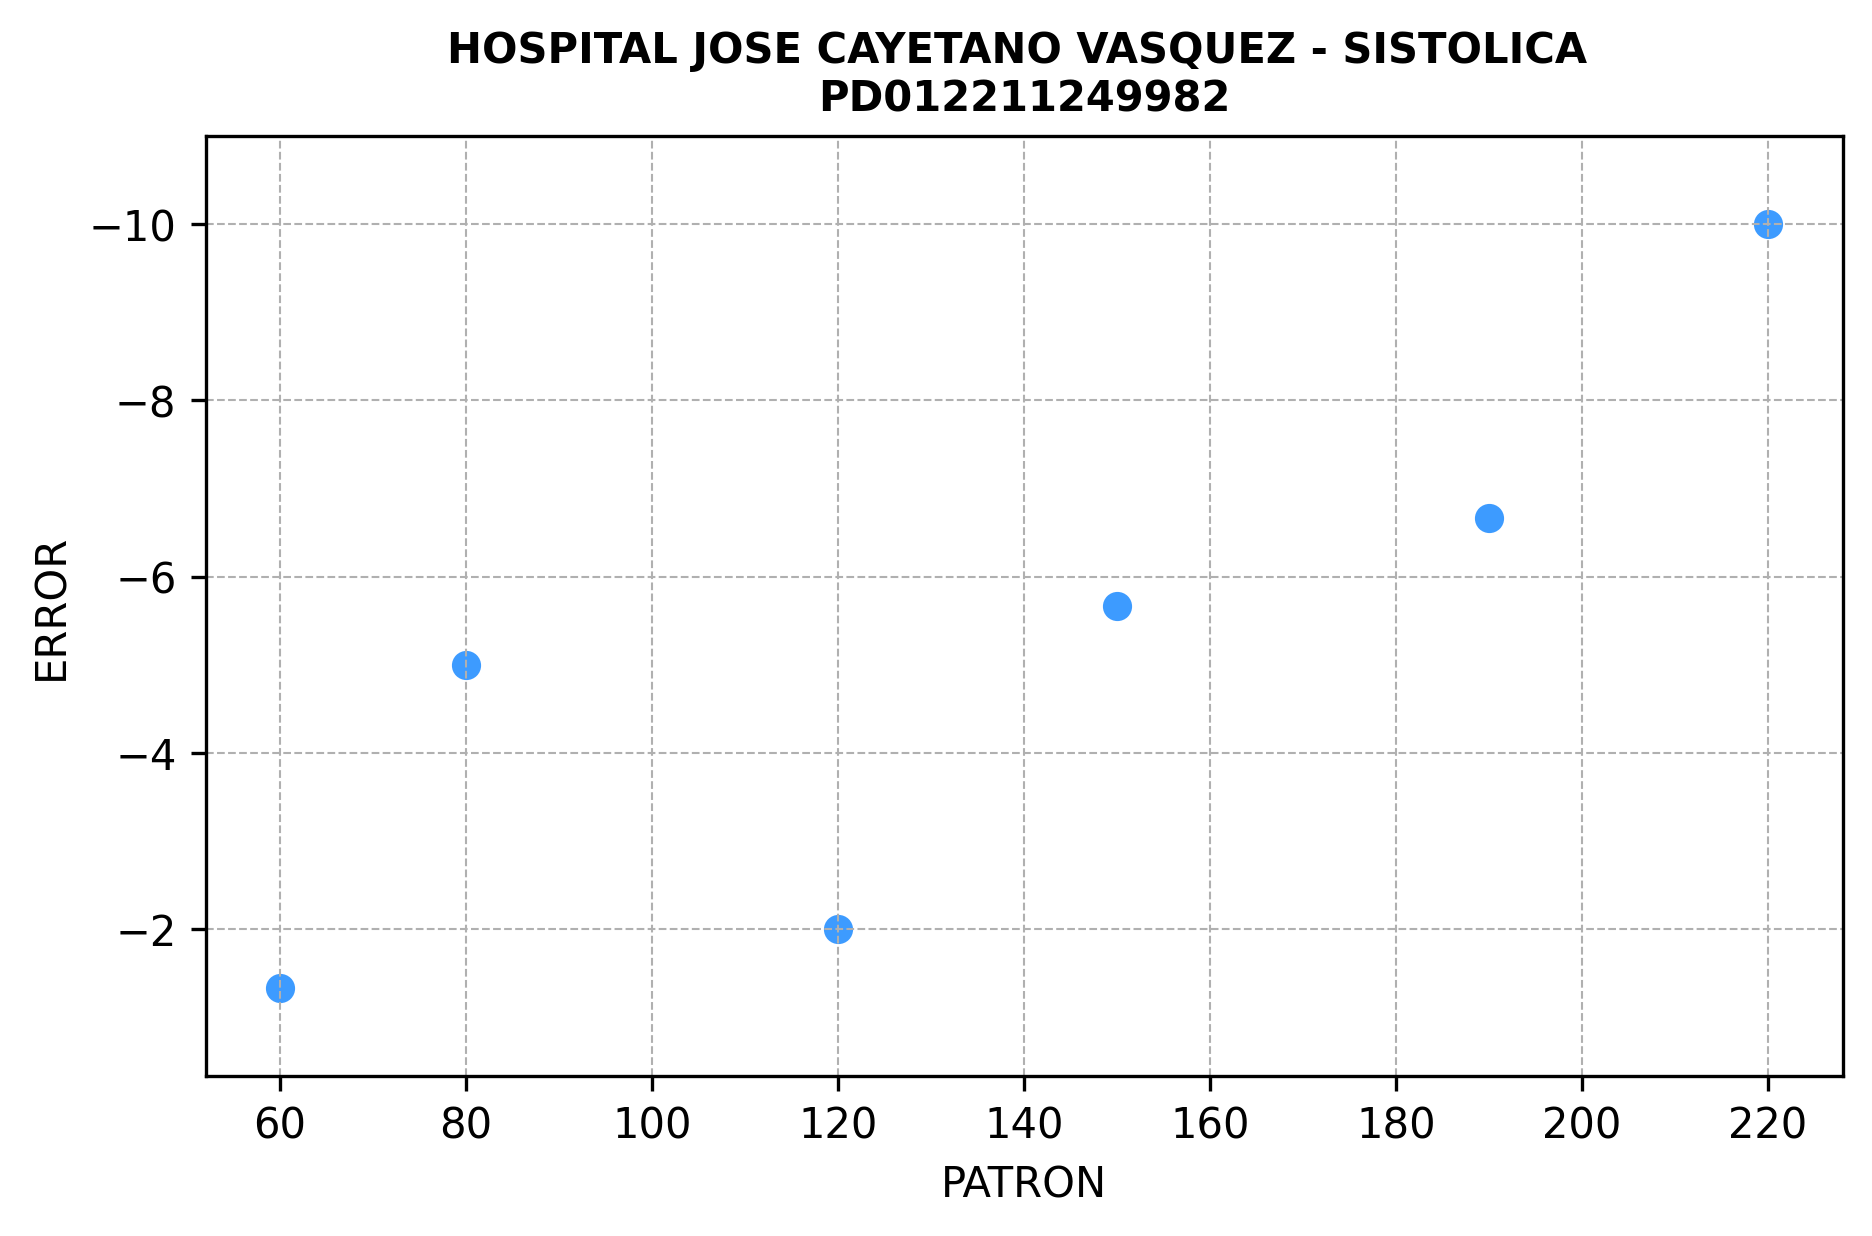 HOSPITAL JOSE CAYETANO VASQUEZ - SISTOLICA
PD012211249982
−10
−8
−6
−4
−2
ERROR
60 80 100 120 140 160 180 200 220
PATRON